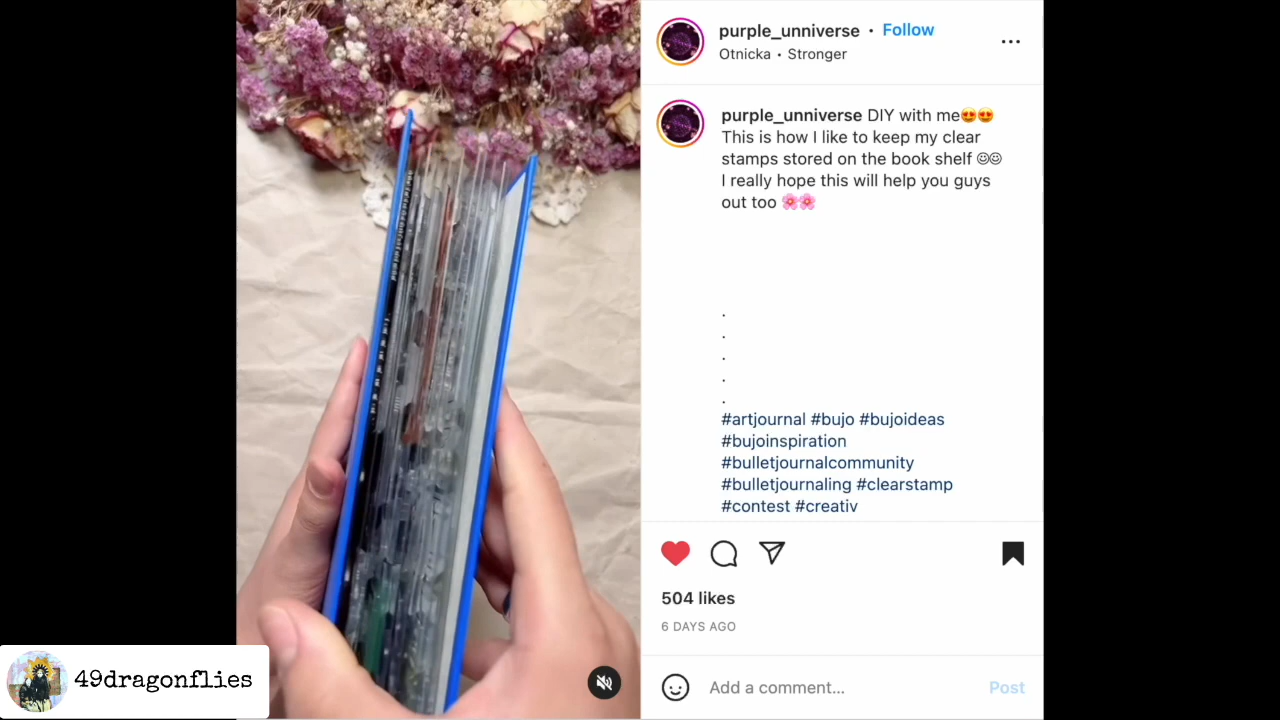 purple_unniverse • Follow
Otnicka • Stronger
purple_unniverse DIY with me😍😍
This is how I like to keep my clear
stamps stored on the book shelf ☺☺
I really hope this will help you guys
out too 🌸🌸
.
.
.
.
.
#artjournal #bujo #bujoideas
#bujoinspiration
#bulletjournalcommunity
#bulletjournaling #clearstamp
#contest #creativ
504 likes
6 DAYS AGO
Add a comment...
Post
49dragonflies